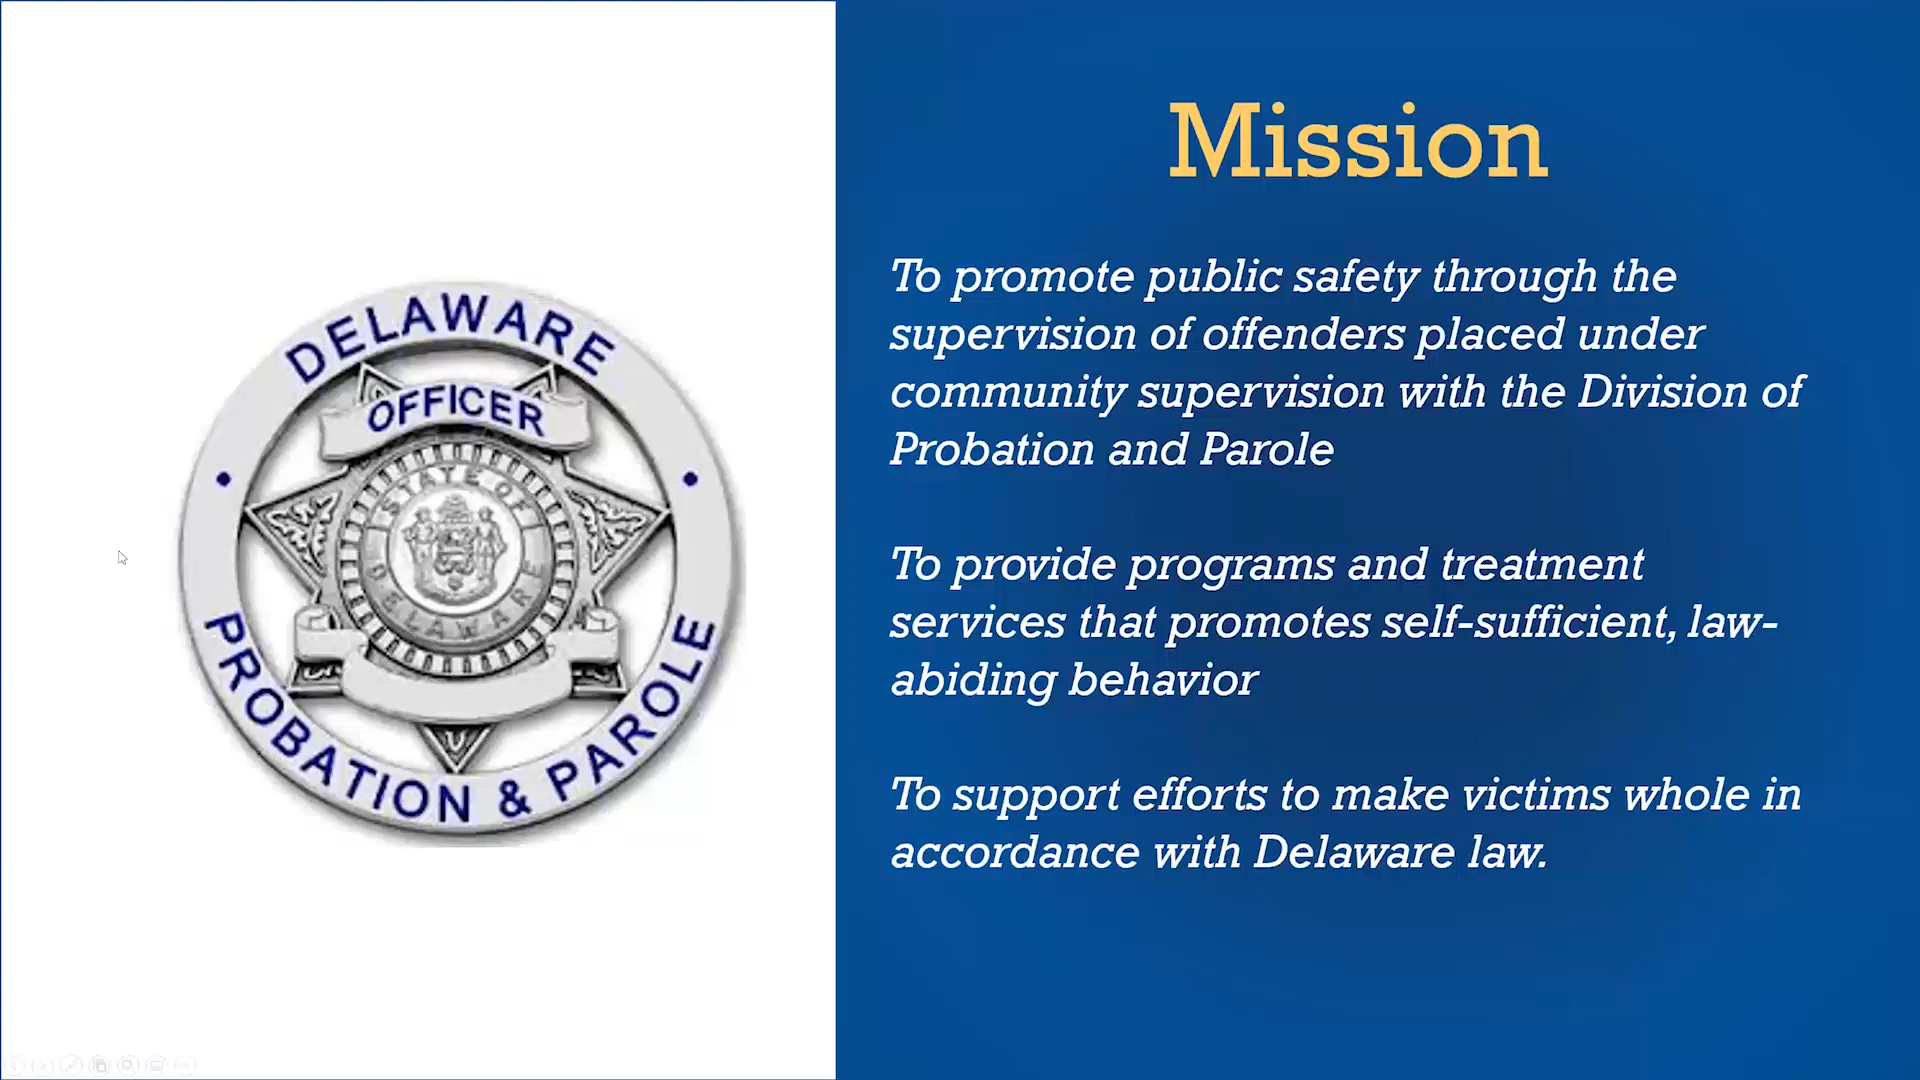 DELAWARE
OFFICER
STATE OF
DELAWARE
PROBATION & PAROLE
Mission
To promote public safety through the
supervision of offenders placed under
community supervision with the Division of
Probation and Parole
To provide programs and treatment
services that promotes self-sufficient, law-
abiding behavior
To support efforts to make victims whole in
accordance with Delaware law.